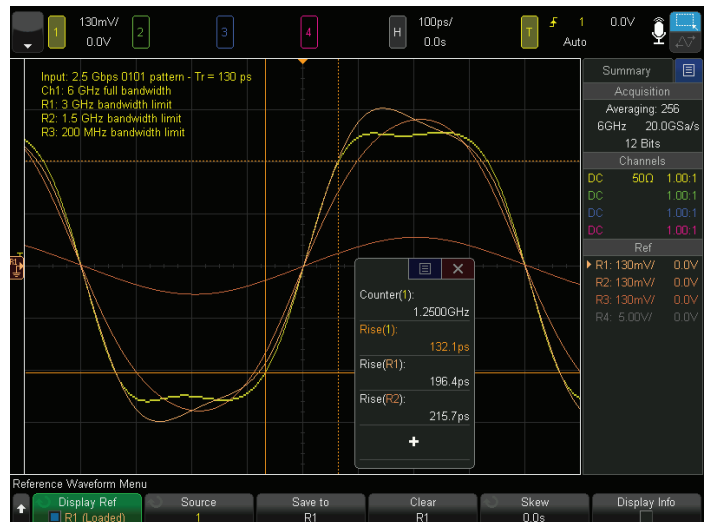 1 130mV/ 0.0V 2 3 4 H 100ps/ 0.0s T 1 0.0V Auto
Input: 2.5 Gbps 0101 pattern - Tr = 130 ps
Ch1: 6 GHz full bandwidth
R1: 3 GHz bandwidth limit
R2: 1.5 GHz bandwidth limit
R3: 200 MHz bandwidth limit
T
R1
Counter(1):
1.2500GHz
Rise(1):
132.1ps
Rise(R1):
196.4ps
Rise(R2):
215.7ps
Summary
Acquisition
Averaging: 256
6GHz 20.0GSa/s
12 Bits
Channels
DC 50Ω 1.00:1
DC 1.00:1
DC 1.00:1
DC 1.00:1
Ref
R1: 130mV/ 0.0V
R2: 130mV/ 0.0V
R3: 130mV/ 0.0V
R4: 5.00V/ 0.0V
Reference Waveform Menu
Display Ref
R1 (Loaded)
Source
1
Save to
R1
Clear
R1
Skew
0.0s
Display Info